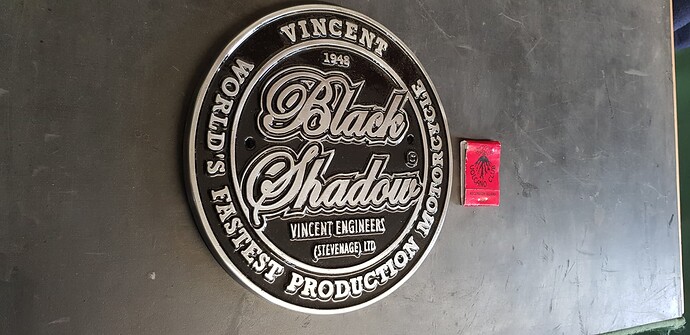 VINCENT
1948
Black
Shadow
VINCENT ENGINEERS
(STEVENAGE) LTD
WORLD'S FASTEST PRODUCTION MOTORCYCLE